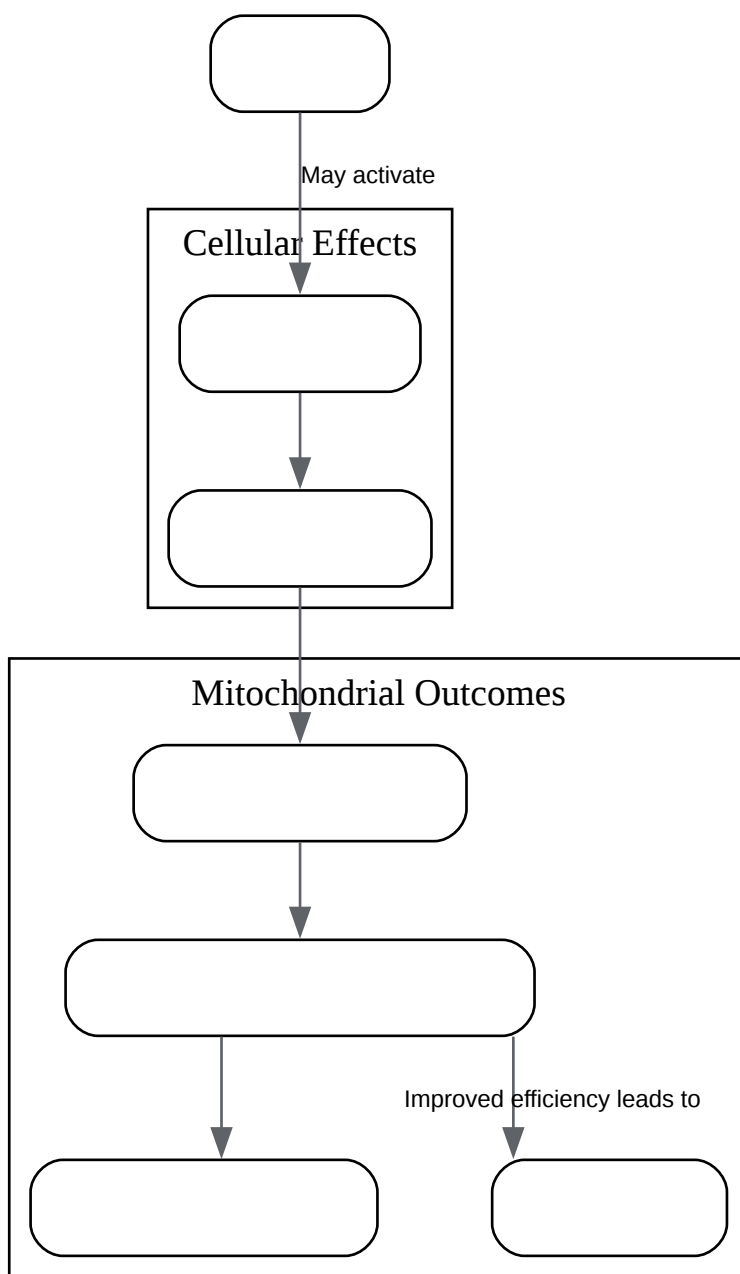 May activate
Cellular Effects
Mitochondrial Outcomes
Improved efficiency leads to